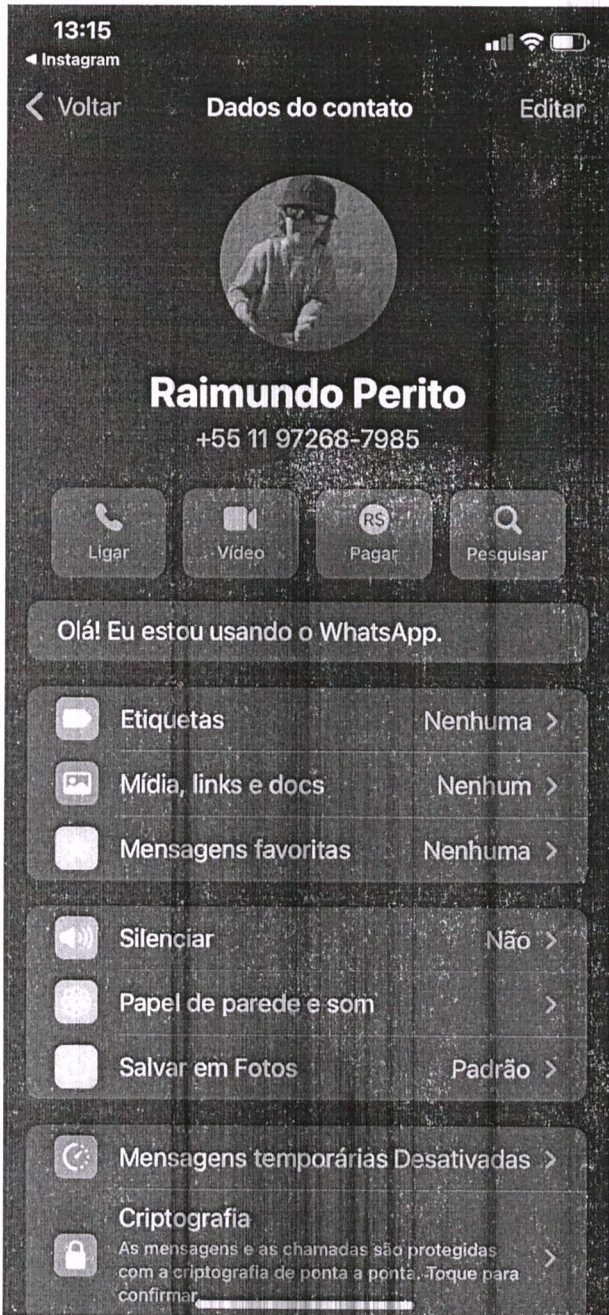 13:15
◀ Instagram
Voltar Dados do contato Editar
Raimundo Perito
+55 11 97268-7985
Ligar Vídeo Pagar Pesquisar
Olá! Eu estou usando o WhatsApp.
Etiquetas Nenhuma
Mídia, links e docs Nenhum
Mensagens favoritas Nenhuma
Silenciar Não
Papel de parede e som
Salvar em Fotos Padrão
Mensagens temporárias Desativadas
Criptografia
As mensagens e as chamadas são protegidas
com a criptografia de ponta a ponta. Toque para
confirmar.